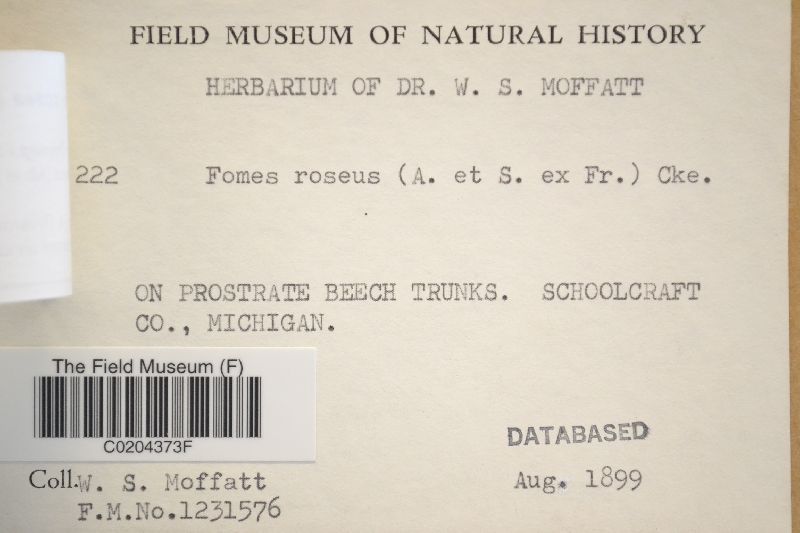 FIELD MUSEUM OF NATURAL HISTORY
HERBARIUM OF DR. W. S. MOFFATT
222 Fomes roseus (A. et S. ex Fr.) Cke.
ON PROSTRATE BEECH TRUNKS. SCHOOLCRAFT
CO., MICHIGAN.
The Field Museum (F)
C0204373F
DATABASED
Coll. W. S. Moffatt Aug. 1899
F.M.No.1231576